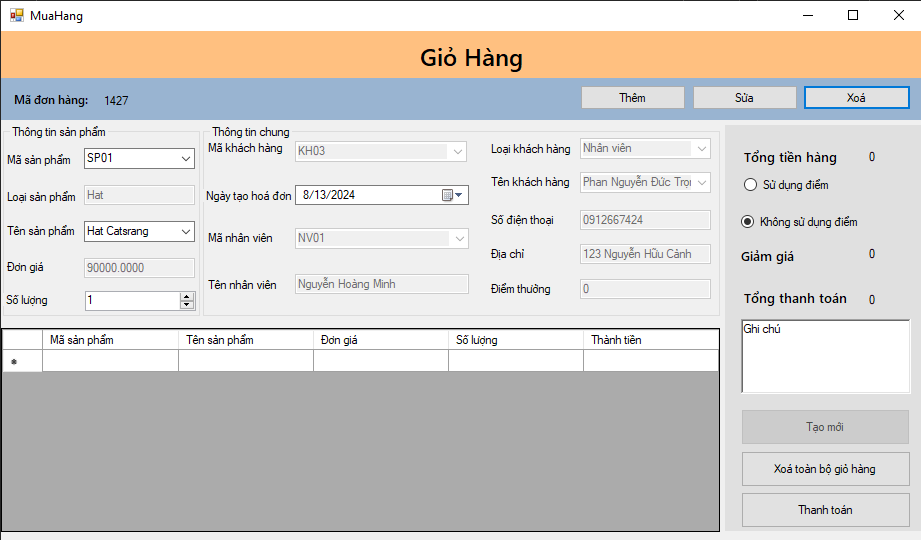 MuaHang
Giỏ Hàng
Mã đơn hàng: 1427
Thêm
Sửa
Xoá
Thông tin sản phẩm
Mã sản phẩm SP01
Loại sản phẩm Hat
Tên sản phẩm Hat Catsrang
Đơn giá 90000.0000
Số lượng 1
Thông tin chung
Mã khách hàng KH03
Ngày tạo hoá đơn 8/13/2024
Mã nhân viên NV01
Tên nhân viên Nguyễn Hoàng Minh
Loại khách hàng Nhân viên
Tên khách hàng Phan Nguyễn Đức Trọ
Số điện thoại 0912667424
Địa chỉ 123 Nguyễn Hữu Cảnh
Điểm thưởng 0
Tổng tiền hàng 0
Sử dụng điểm
Không sử dụng điểm
Giảm giá 0
Tổng thanh toán 0
Ghi chú
Tạo mới
Xoá toàn bộ giỏ hàng
Thanh toán
Mã sản phẩm Tên sản phẩm Đơn giá Số lượng Thành tiền